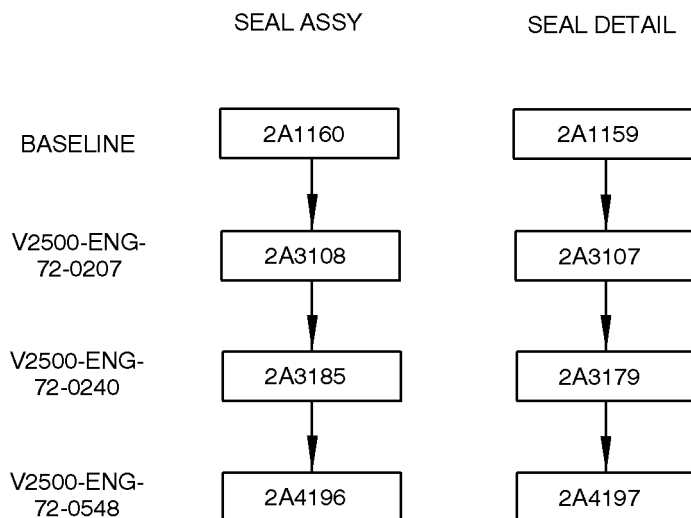 SEAL ASSY SEAL DETAIL
BASELINE 2A1160 2A1159
V2500-ENG-
72-0207 2A3108 2A3107
V2500-ENG-
72-0240 2A3185 2A3179
V2500-ENG-
72-0548 2A4196 2A4197